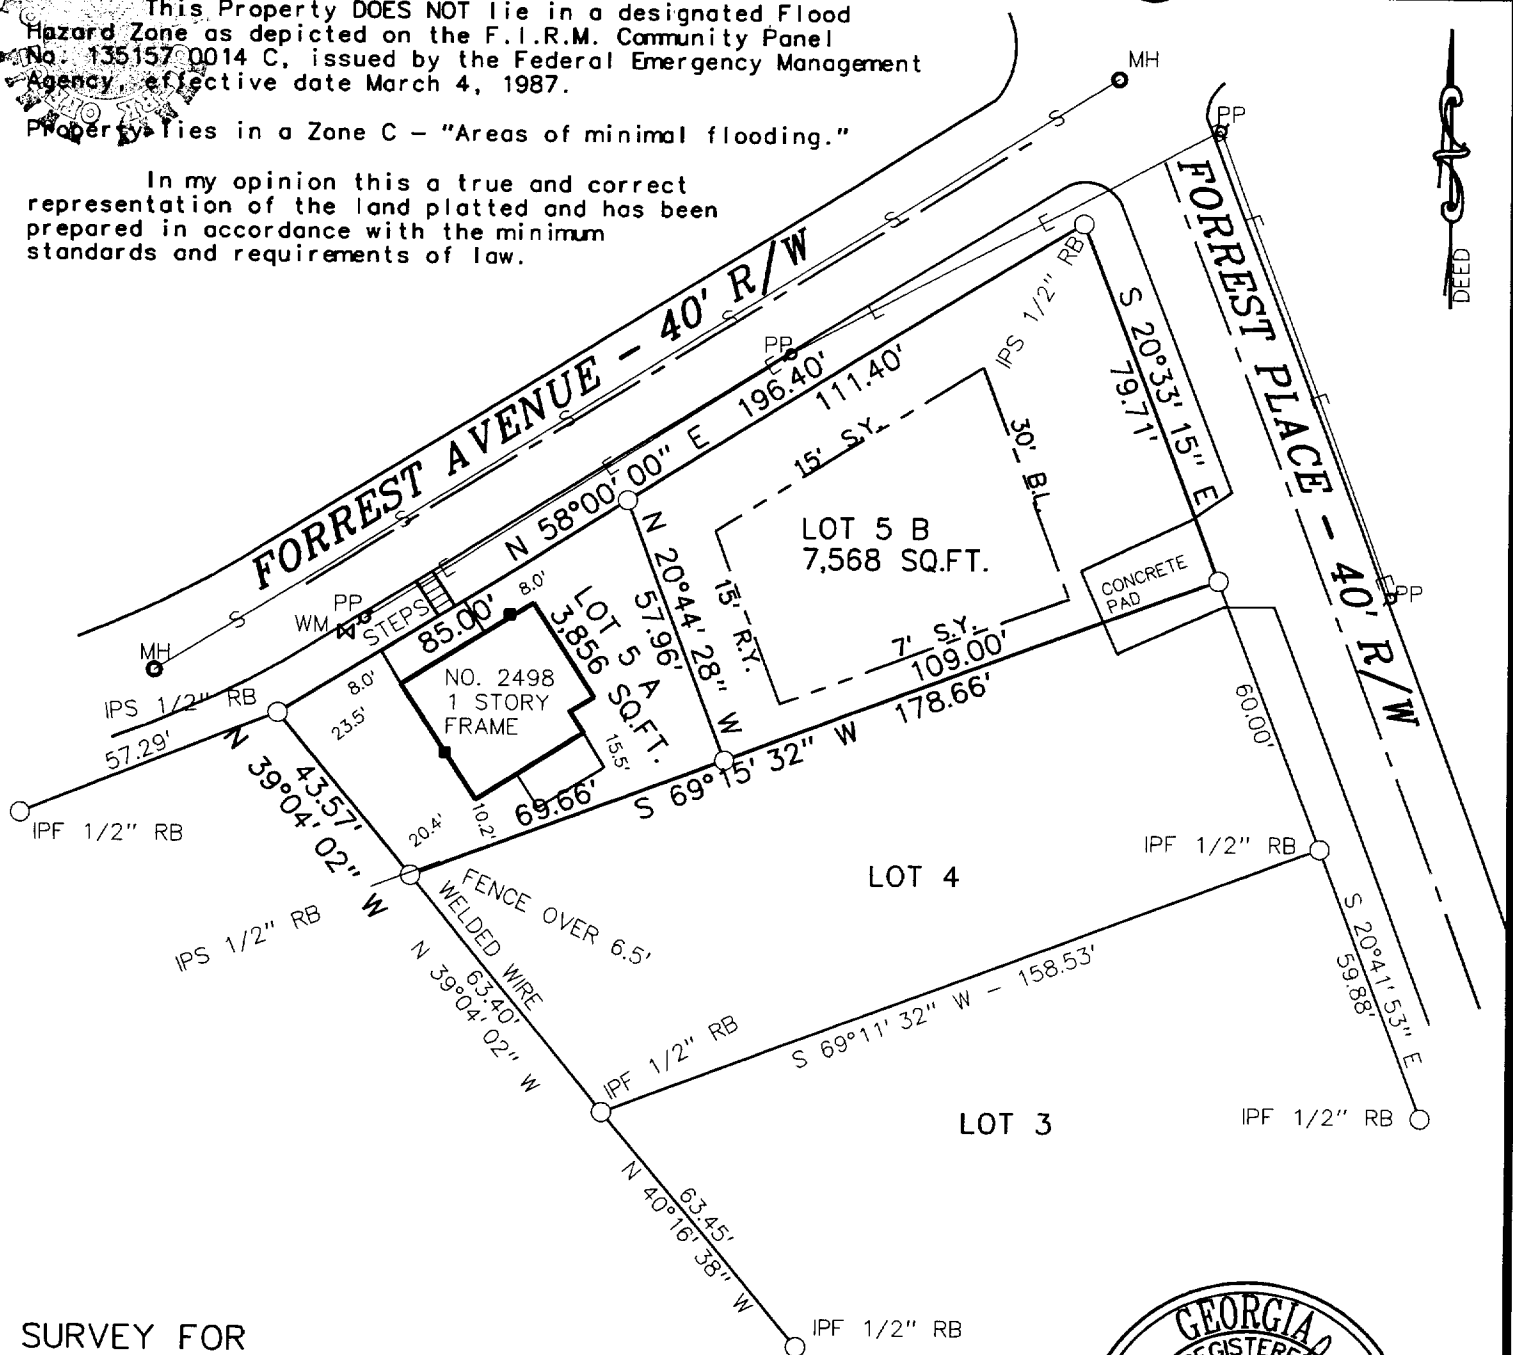 This Property DOES NOT lie in a designated Flood
Hazard Zone as depicted on the F.I.R.M. Community Panel
No. 135157 0014 C, issued by the Federal Emergency Management
Agency, effective date March 4, 1987.
Property lies in a Zone C – "Areas of minimal flooding."
In my opinion this a true and correct
representation of the land platted and has been
prepared in accordance with the minimum
standards and requirements of law.
MH
PP
DEED
FORREST AVENUE – 40' R/W
FORREST PLACE – 40' R/W
S
S
S
S
S
S
E
E
E
E
E
E
E
E
PP
196.40'
111.40'
N 58°00' 00" E
IPS 1/2" RB
S 20°33' 15" E
79.71'
15' S.Y.
30' B.L.
LOT 5 B
7,568 SQ.FT.
15' R.Y.
7' S.Y.
109.00'
178.66'
CONCRETE
PAD
PP
N 20°44' 28" W
57.96'
LOT 5 A
3,856 SQ.FT.
8.0'
PP
WM
STEPS
85.00'
MH
8.0'
23.5'
NO. 2498
1 STORY
FRAME
15.5'
IPS 1/2" RB
57.29'
IPF 1/2" RB
43.57'
N 39°04' 02" W
20.4'
10.2'
69.66'
S 69°15' 32" W
60.00'
LOT 4
IPF 1/2" RB
IPS 1/2" RB
FENCE OVER 6.5'
WELDED WIRE
63.40'
N 39°04' 02" W
S 20°41' 53" E
59.88'
IPF 1/2" RB
S 69°11' 32" W – 158.53'
LOT 3
IPF 1/2" RB
63.45'
N 40°16' 38" W
IPF 1/2" RB
SURVEY FOR
GEORGIA